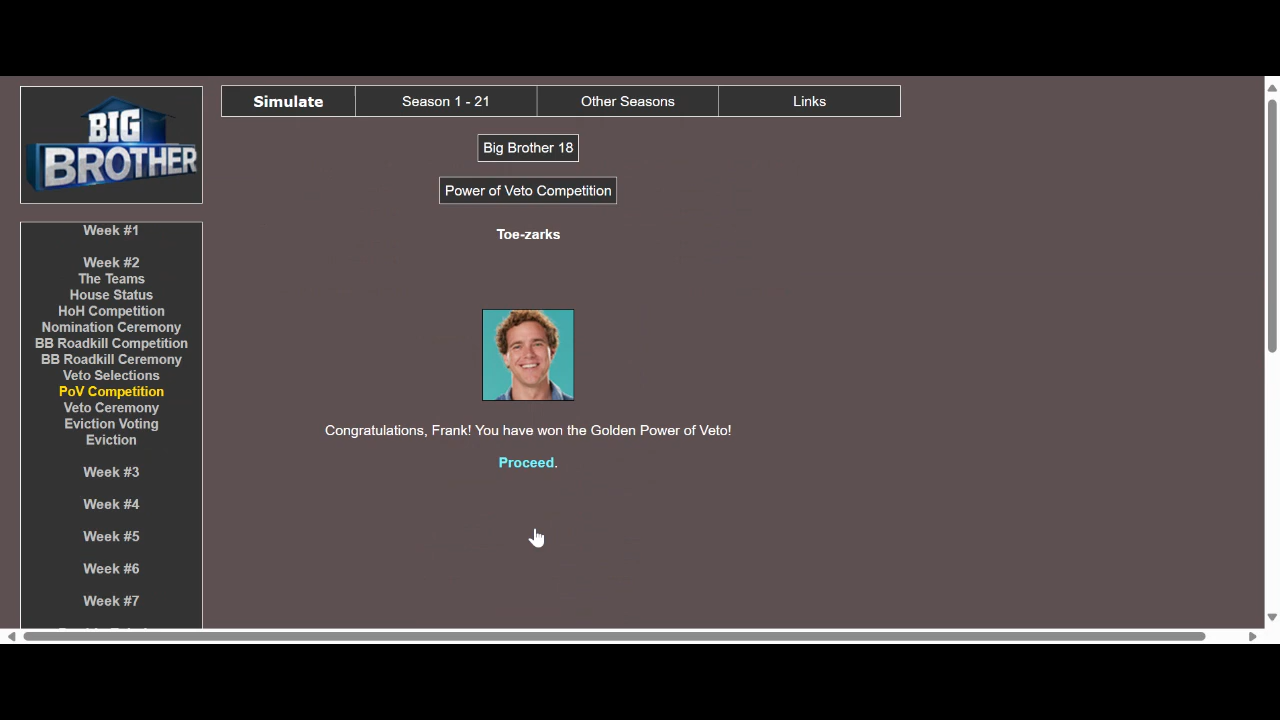 BIG
BROTHER
Simulate
Season 1 - 21
Other Seasons
Links
Big Brother 18
Power of Veto Competition
Toe-zarks
Congratulations, Frank! You have won the Golden Power of Veto!
Proceed.
Week #1
Week #2
The Teams
House Status
HoH Competition
Nomination Ceremony
BB Roadkill Competition
BB Roadkill Ceremony
Veto Selections
PoV Competition
Veto Ceremony
Eviction Voting
Eviction
Week #3
Week #4
Week #5
Week #6
Week #7